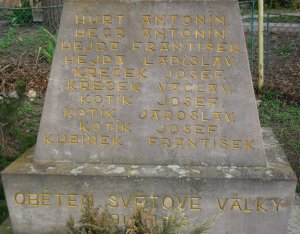 HURT ANTONÍN.
HEGR ANTONÍN.
HEJDA FRANTIŠEK.
HEJDA LADISLAV.
KŘEČEK JOSEF.
KŘEČEK VÁCLAV.
KOTÍK JOSEF.
KOTÍK JAROSLAV.
KOTÍK JOSEF.
KUBÍNEK FRANTIŠEK.
OBĚTEM SVĚTOVÉ VÁLKY